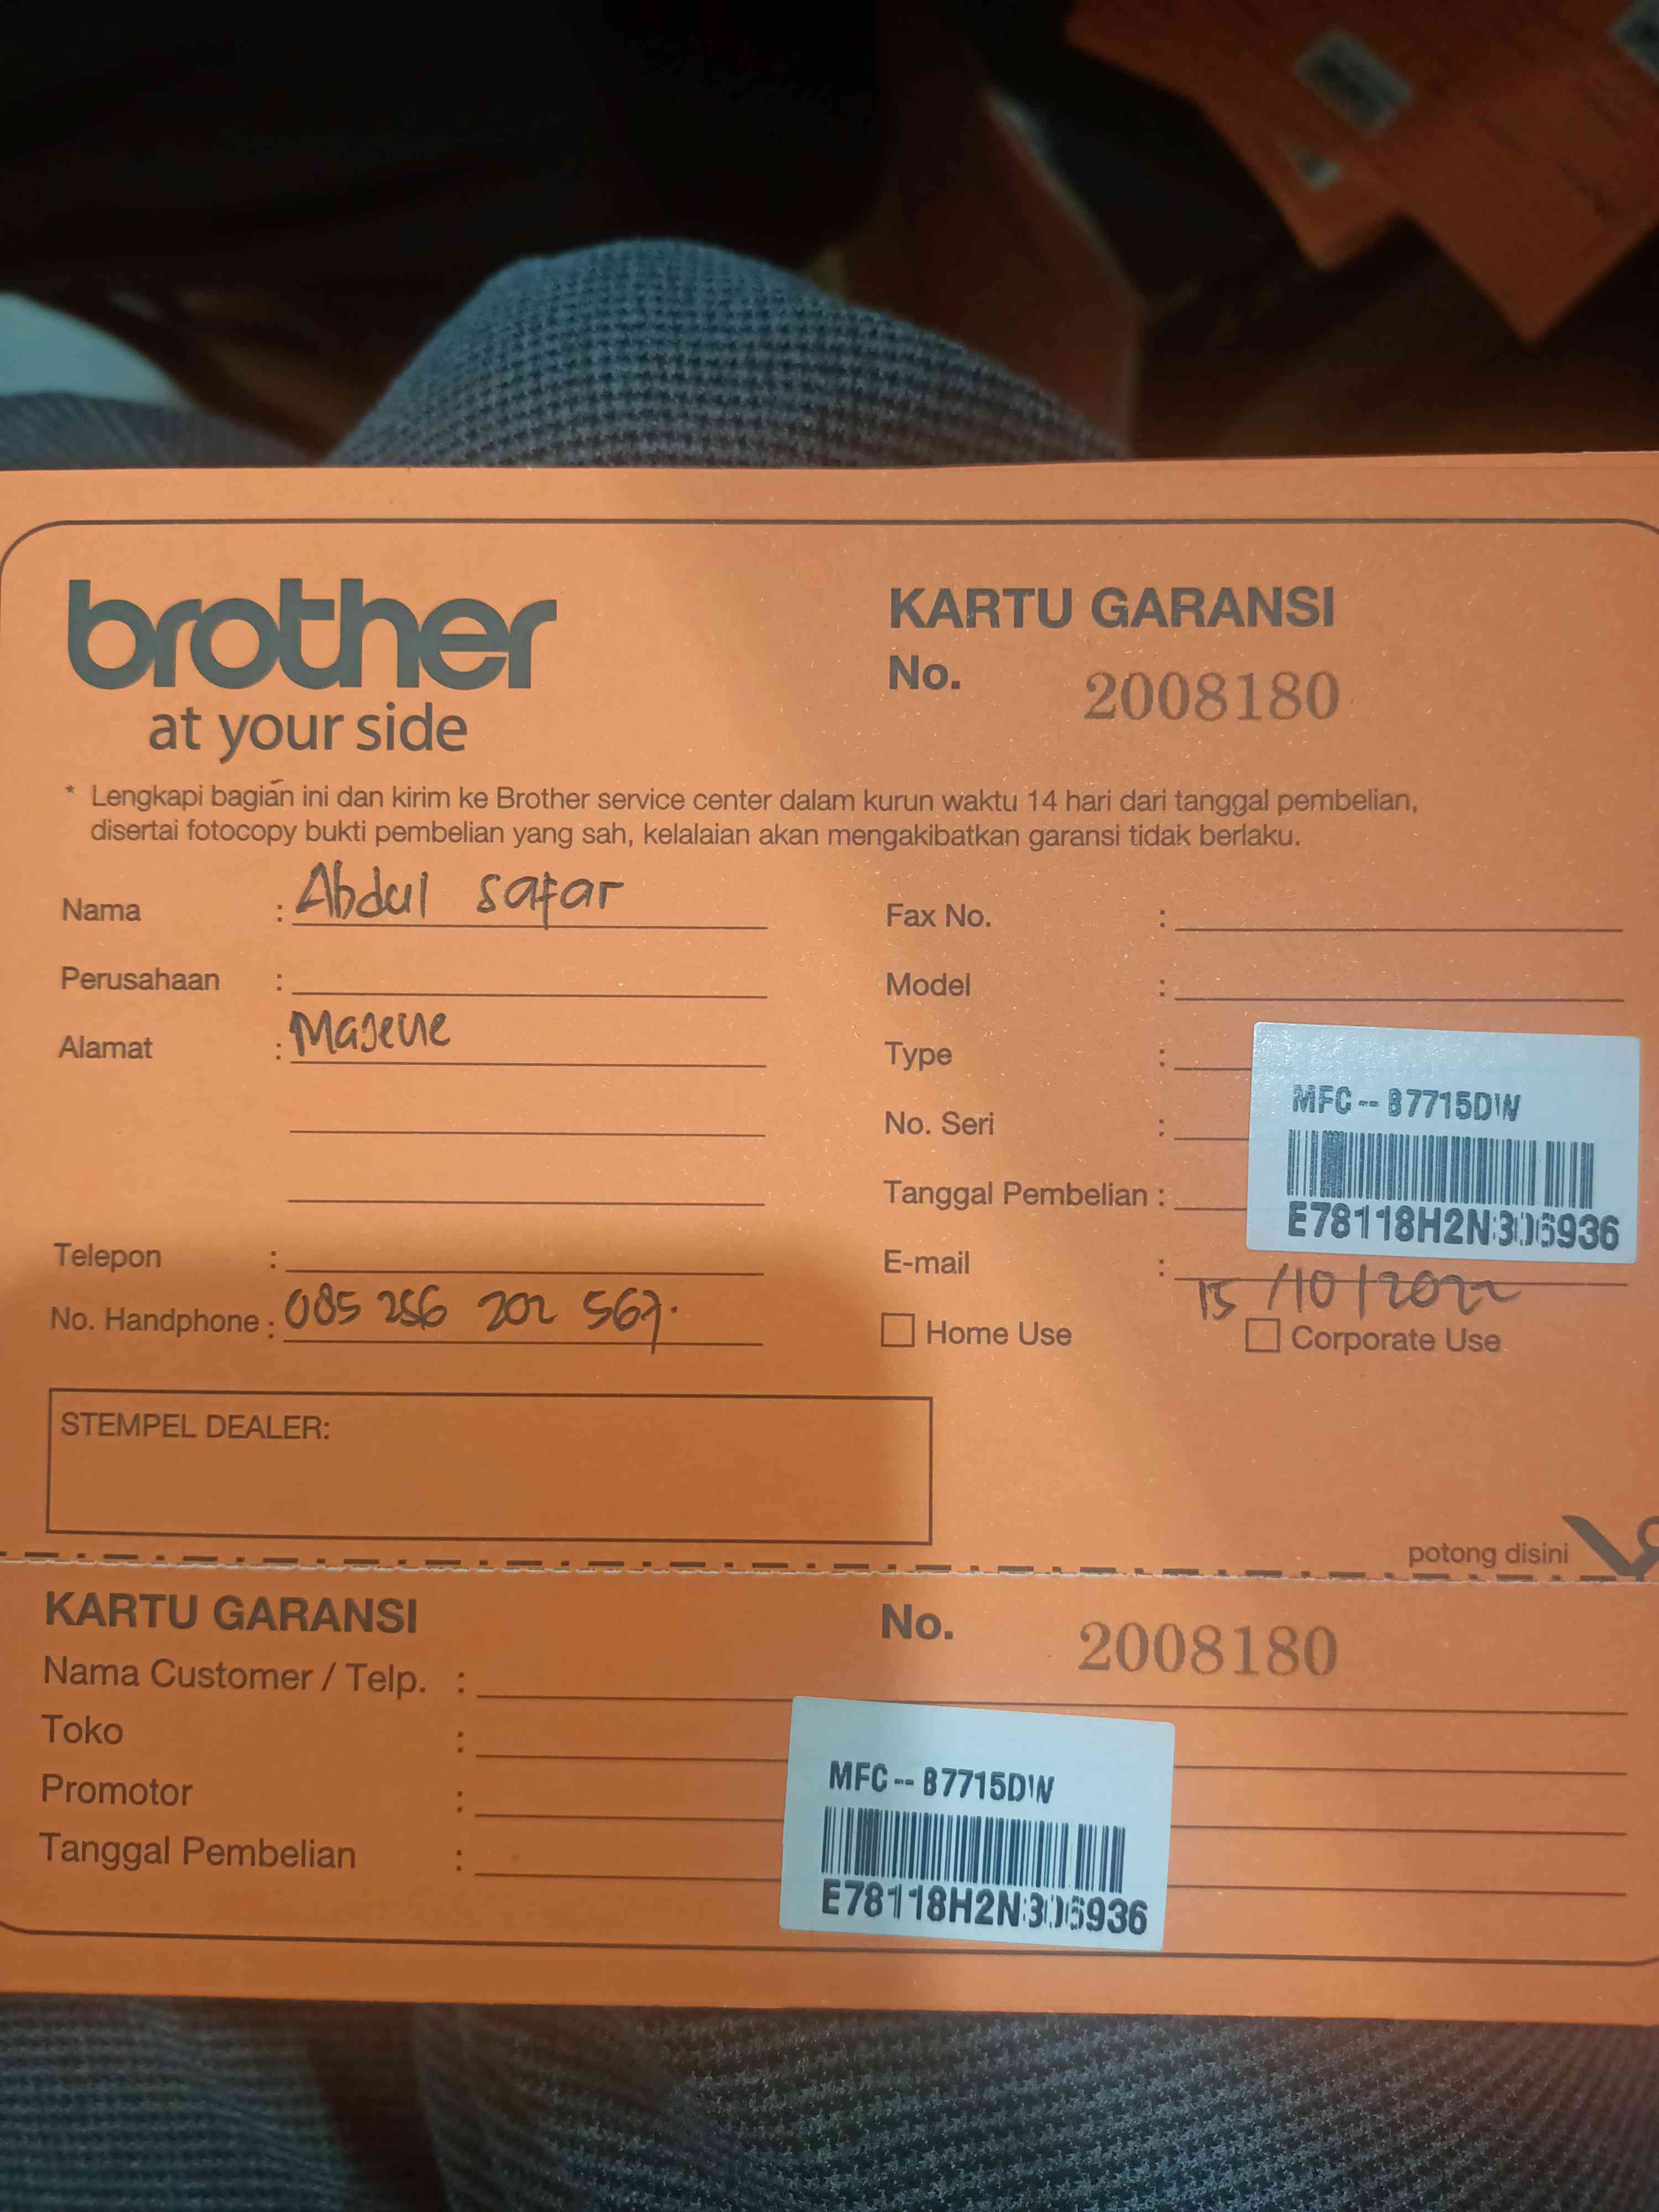 brother
at your side
KARTU GARANSI
No. 2008180
* Lengkapi bagian ini dan kirim ke Brother service center dalam kurun waktu 14 hari dari tanggal pembelian,
disertai fotocopy bukti pembelian yang sah, kelalaian akan mengakibatkan garansi tidak berlaku.
Nama : Abdul safar
Perusahaan :
Alamat : Majene
Telepon :
No. Handphone : 085 256 202 567.
Fax No. :
Model :
Type :
No. Seri :
Tanggal Pembelian :
MFC-- B7715DW
E78118H2N306936
E-mail :
15/10/2022
Home Use
Corporate Use
STEMPEL DEALER:
potong disini
KARTU GARANSI
No. 2008180
Nama Customer / Telp. :
Toko :
Promotor :
Tanggal Pembelian :
MFC-- B7715DW
E78118H2N306936